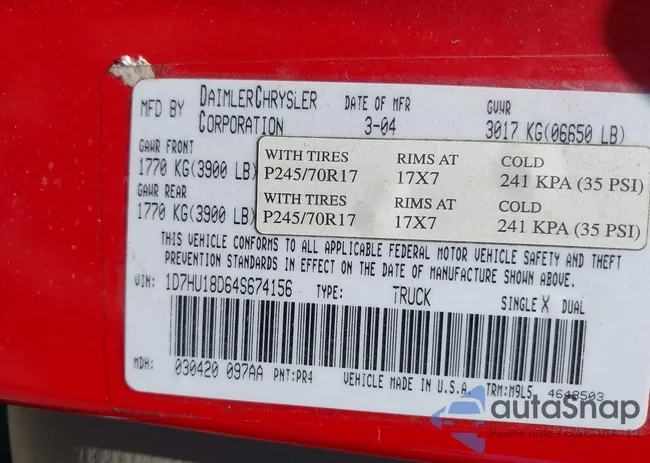 MFD BY DAIMLERCHRYSLER CORPORATION DATE OF MFR 3-04 GVWR 3017 KG(06650 LB)
GAWR FRONT
1770 KG(3900 LB)
WITH TIRES RIMS AT COLD
P245/70R17 17X7 241 KPA (35 PSI)
GAWR REAR
1770 KG(3900 LB)
WITH TIRES RIMS AT COLD
P245/70R17 17X7 241 KPA (35 PSI)
THIS VEHICLE CONFORMS TO ALL APPLICABLE FEDERAL MOTOR VEHICLE SAFETY AND THEFT
PREVENTION STANDARDS IN EFFECT ON THE DATE OF MANUFACTURE SHOWN ABOVE.
VIN: 1D7HU18D64S674156 TYPE: TRUCK SINGLE X DUAL
MDH: 030420 097AA PNT:PR4 VEHICLE MADE IN U.S.A. TRM:M9L5 4648503
autoSnap